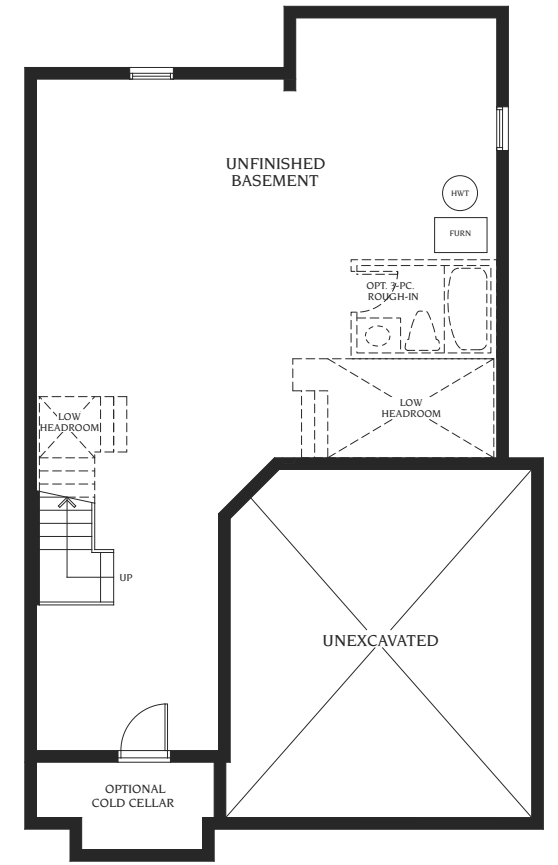 UNFINISHED
BASEMENT
HWT
FURN
OPT. 3-PC.
ROUGH-IN
LOW
HEADROOM
LOW
HEADROOM
UP
UNEXCAVATED
OPTIONAL
COLD CELLAR